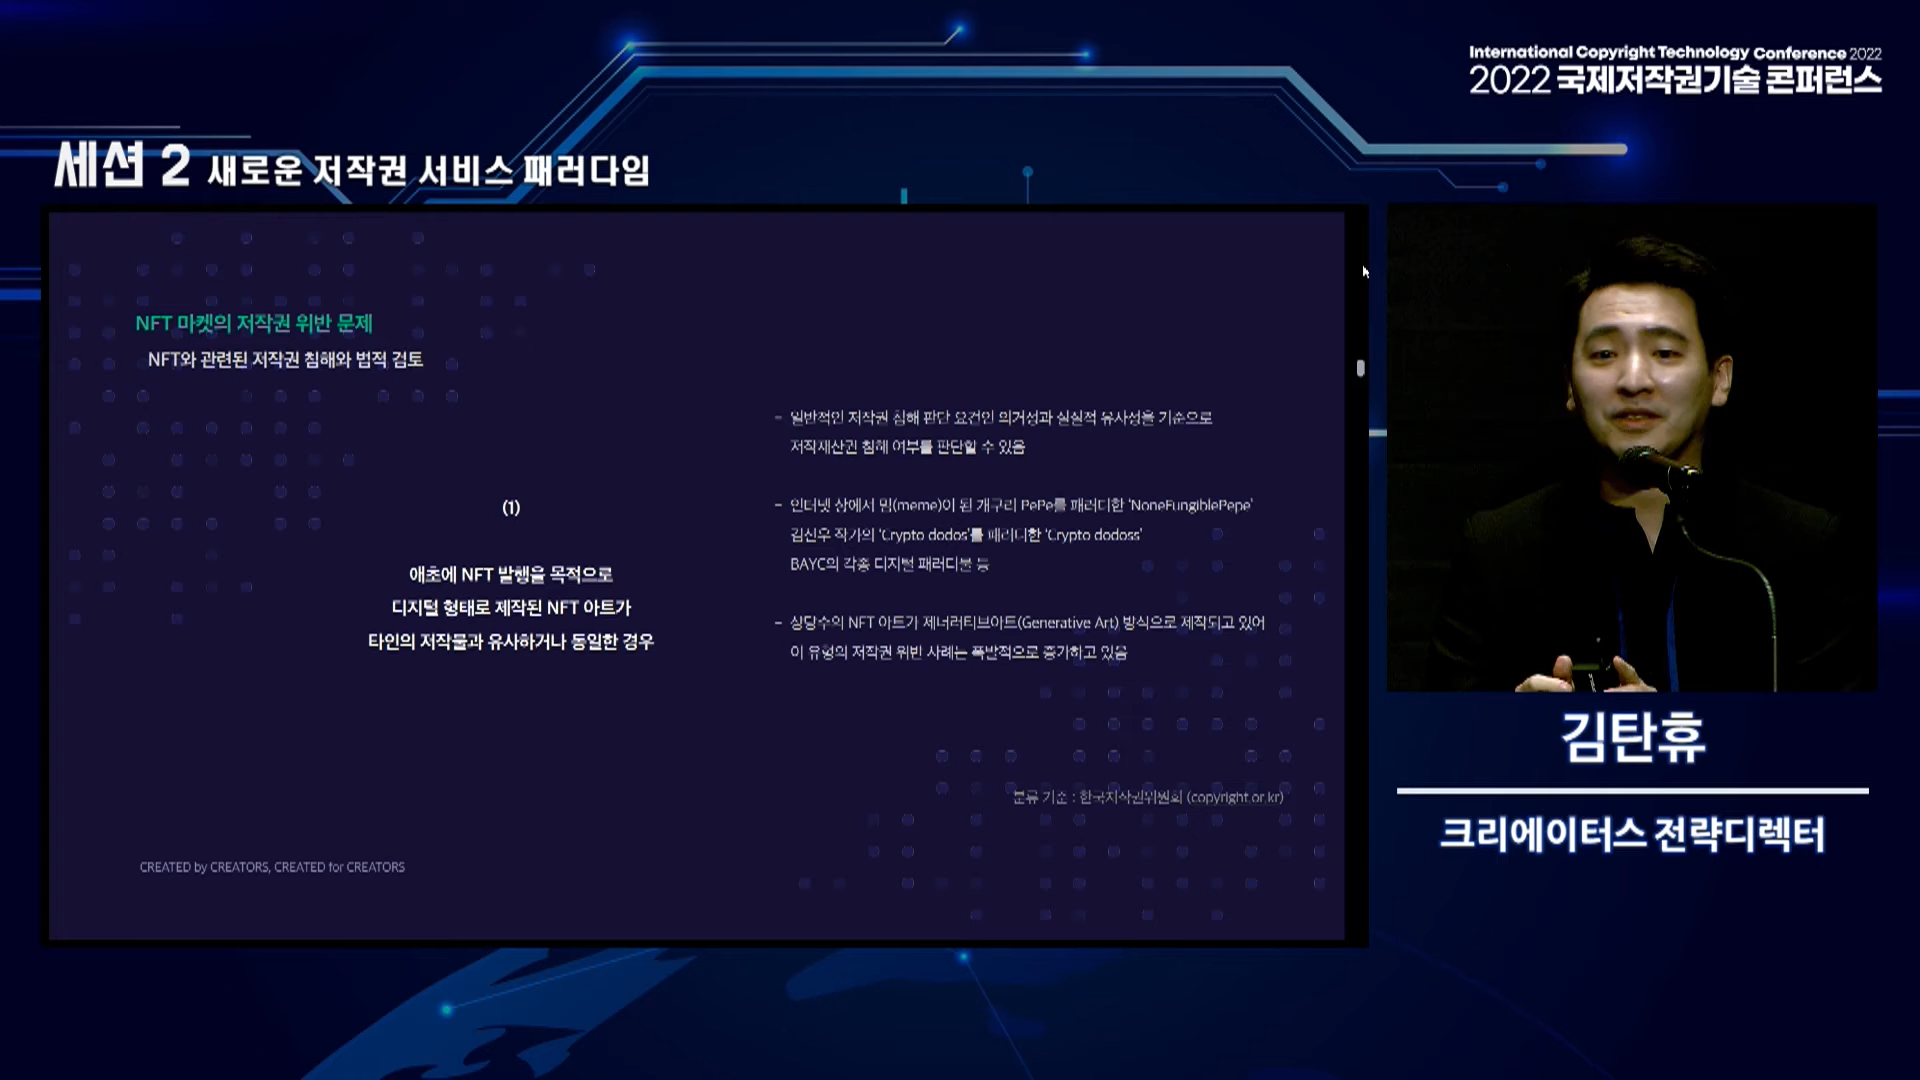 International Copyright Technology Conference 2022
2022 국제저작권기술 콘퍼런스
세션 2 새로운 저작권 서비스 패러다임
NFT 마켓의 저작권 위반 문제
NFT와 관련된 저작권 침해와 법적 검토
(1)
애초에 NFT 발행을 목적으로
디지털 형태로 제작된 NFT 아트가
타인의 저작물과 유사하거나 동일한 경우
- 일반적인 저작권 침해 판단 요건인 의거성과 실질적 유사성을 기준으로
저작재산권 침해 여부를 판단할 수 있음
- 인터넷 상에서 밈(meme)이 된 개구리 PePe를 패러디한 'NoneFungiblePepe'
김신우 작가의 'Crypto dodos'를 패러디한 'Crypto dodoss'
BAYC의 각종 디지털 패러디물 등
- 상당수의 NFT 아트가 제너러티브아트(Generative Art) 방식으로 제작되고 있어
이 유형의 저작권 위반 사례는 폭발적으로 증가하고 있음
분류 기준 : 한국저작권위원회 (copyright.or.kr)
CREATED by CREATORS, CREATED for CREATORS
김탄휴
크리에이터스 전략디렉터